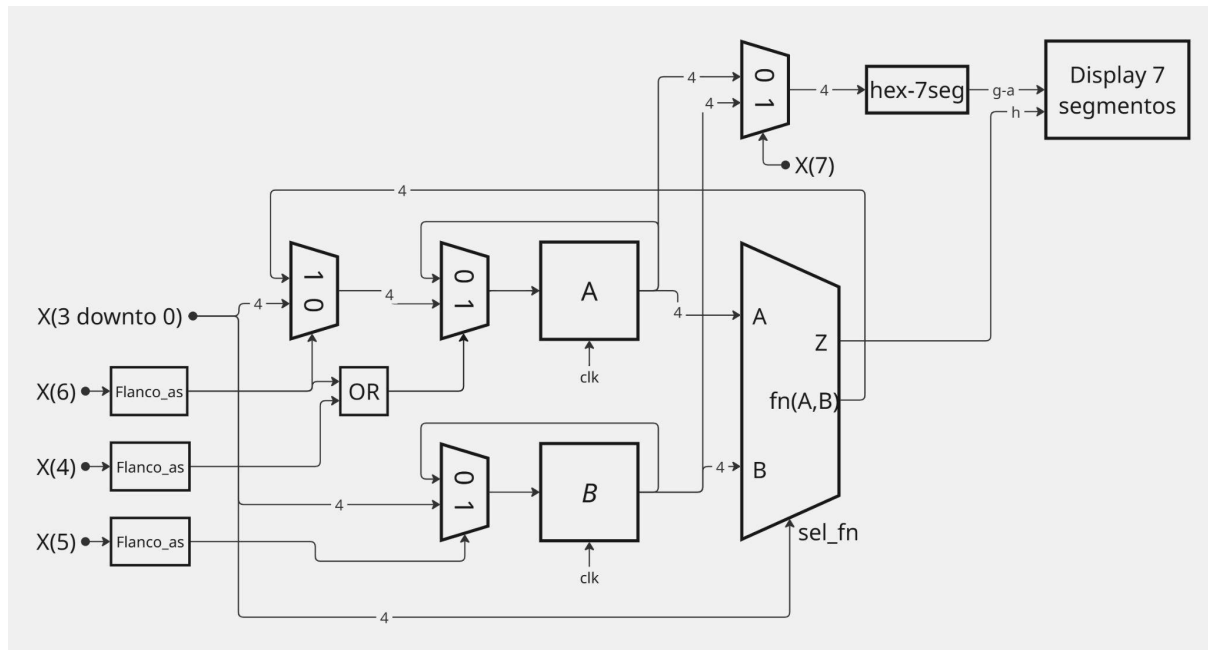 0
1
4
4
4
hex-7seg
g-a
h
Display 7
segmentos
X(7)
4
1
0
4
4
0
1
A
clk
4
X(3 downto 0)
A
Z
fn(A,B)
B
sel_fn
X(6)
Flanco_as
OR
X(4)
Flanco_as
0
1
B
clk
4
4
X(5)
Flanco_as
4